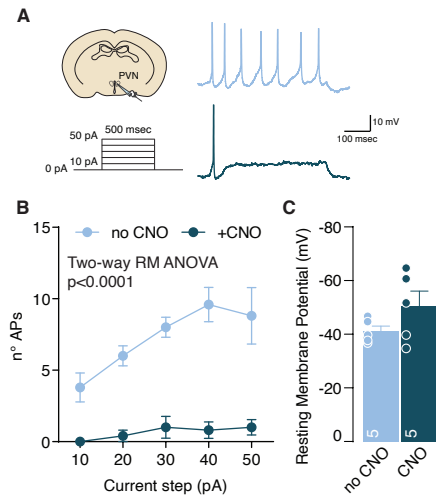 A
PVN
50 pA
500 msec
10 pA
0 pA
10 mV
100 msec
B
no CNO
+CNO
Two-way RM ANOVA
p<0.0001
15
10
5
0
n° APs
10 20 30 40 50
Current step (pA)
C
Resting Membrane Potential (mV)
-80
-60
-40
-20
0
5
5
no CNO
CNO